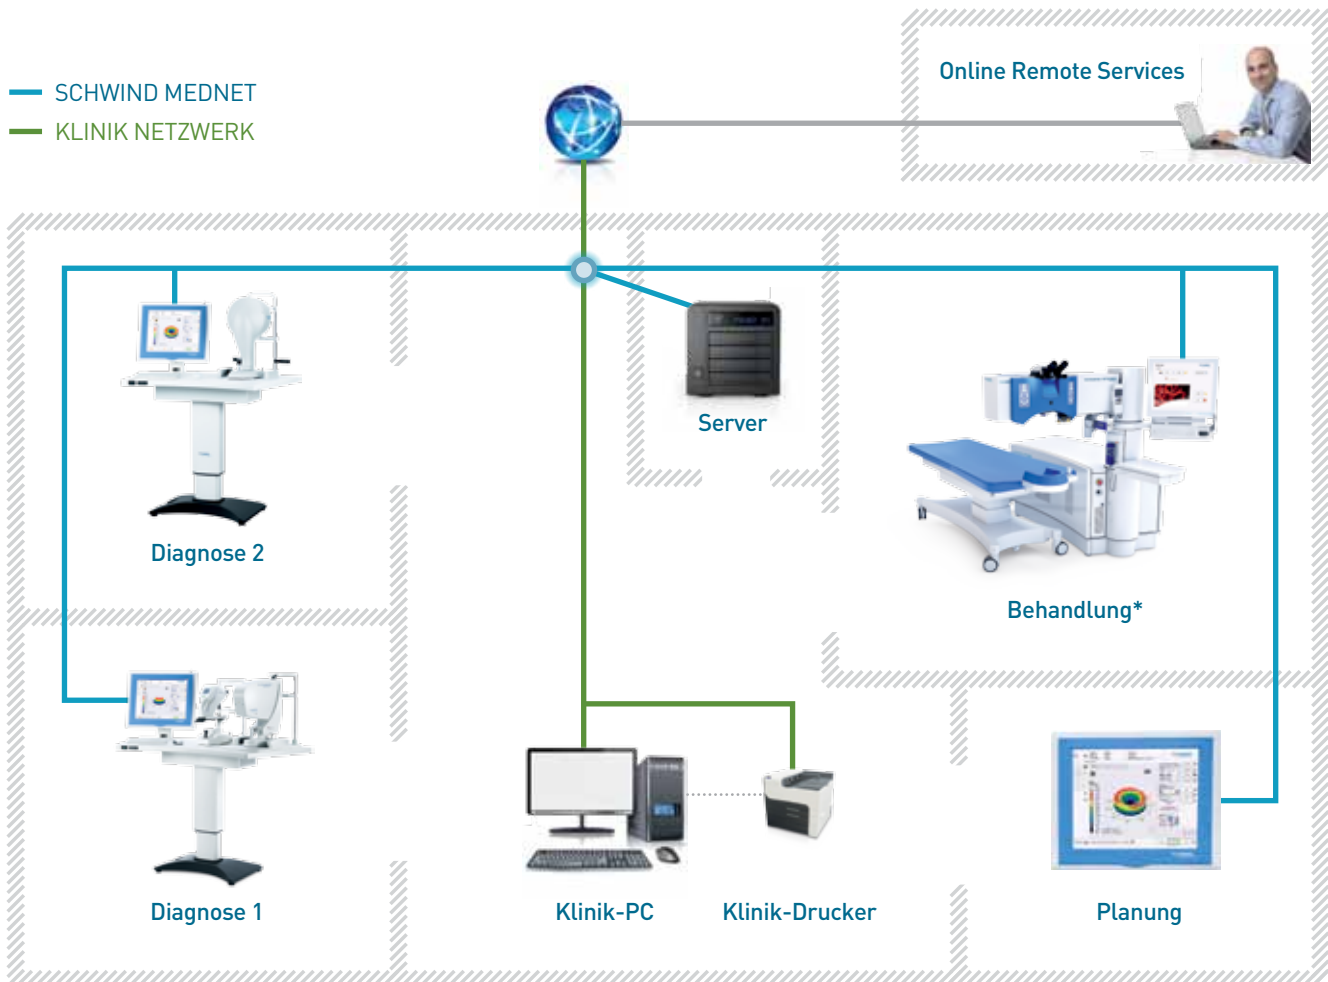 SCHWIND MEDNET
KLINIK NETZWERK
Online Remote Services
Server
Diagnose 2
Behandlung*
Diagnose 1
Klinik-PC
Klinik-Drucker
Planung